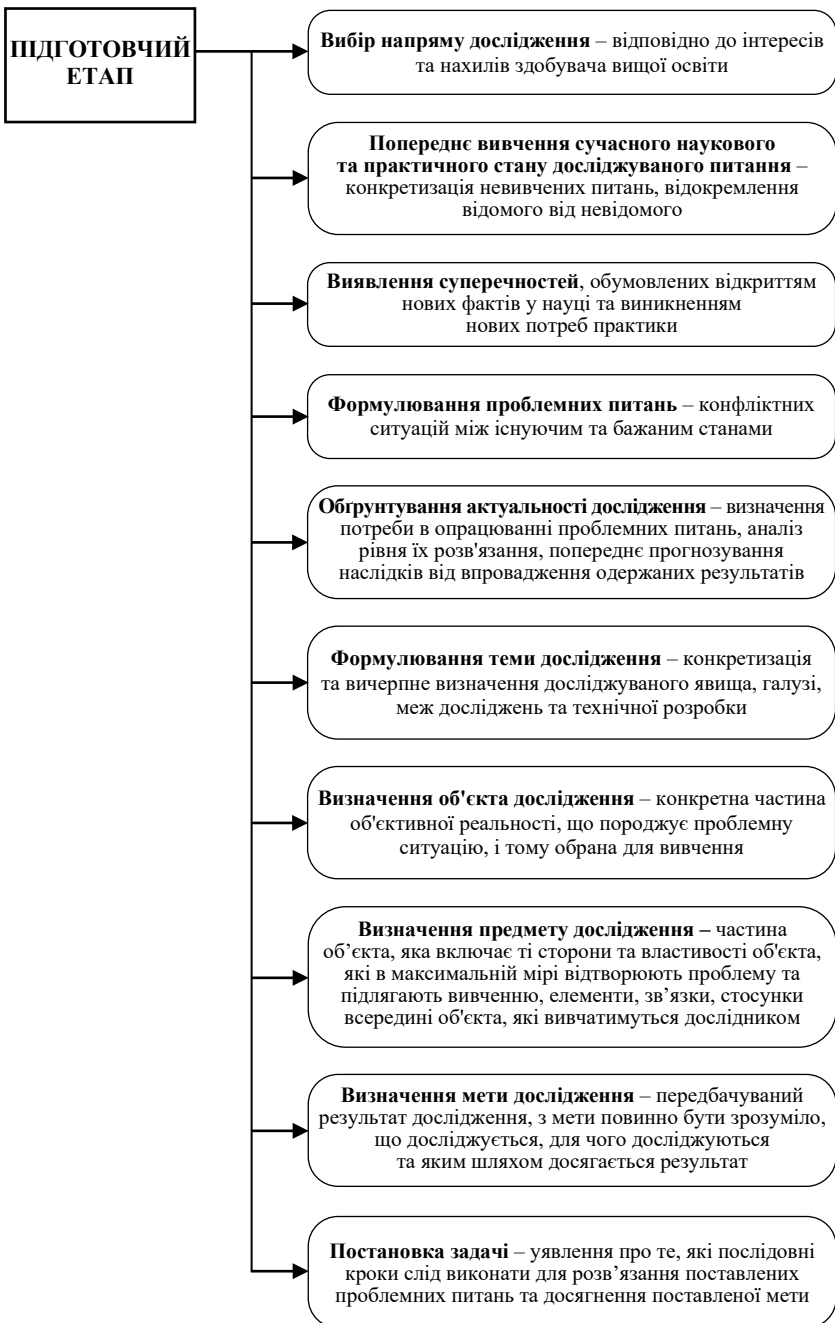 ПІДГОТОВЧИЙ
ЕТАП
Вибір напряму дослідження – відповідно до інтересів
та нахилів здобувача вищої освіти
Попереднє вивчення сучасного наукового
та практичного стану досліджуваного питання –
конкретизація невивчених питань, відокремлення
відомого від невідомого
Виявлення суперечностей, обумовлених відкриттям
нових фактів у науці та виникненням
нових потреб практики
Формулювання проблемних питань – конфліктних
ситуацій між існуючим та бажаним станами
Обґрунтування актуальності дослідження – визначення
потреби в опрацюванні проблемних питань, аналіз
рівня їх розв'язання, попереднє прогнозування
наслідків від впровадження одержаних результатів
Формулювання теми дослідження – конкретизація
та вичерпне визначення досліджуваного явища, галузі,
меж досліджень та технічної розробки
Визначення об'єкта дослідження – конкретна частина
об'єктивної реальності, що породжує проблемну
ситуацію, і тому обрана для вивчення
Визначення предмету дослідження – частина
об’єкта, яка включає ті сторони та властивості об'єкта,
які в максимальній мірі відтворюють проблему та
підлягають вивченню, елементи, зв’язки, стосунки
всередині об'єкта, які вивчатимуться дослідником
Визначення мети дослідження – передбачуваний
результат дослідження, з мети повинно бути зрозуміло,
що досліджується, для чого досліджуються
та яким шляхом досягається результат
Постановка задачі – уявлення про те, які послідовні
кроки слід виконати для розв’язання поставлених
проблемних питань та досягнення поставленої мети